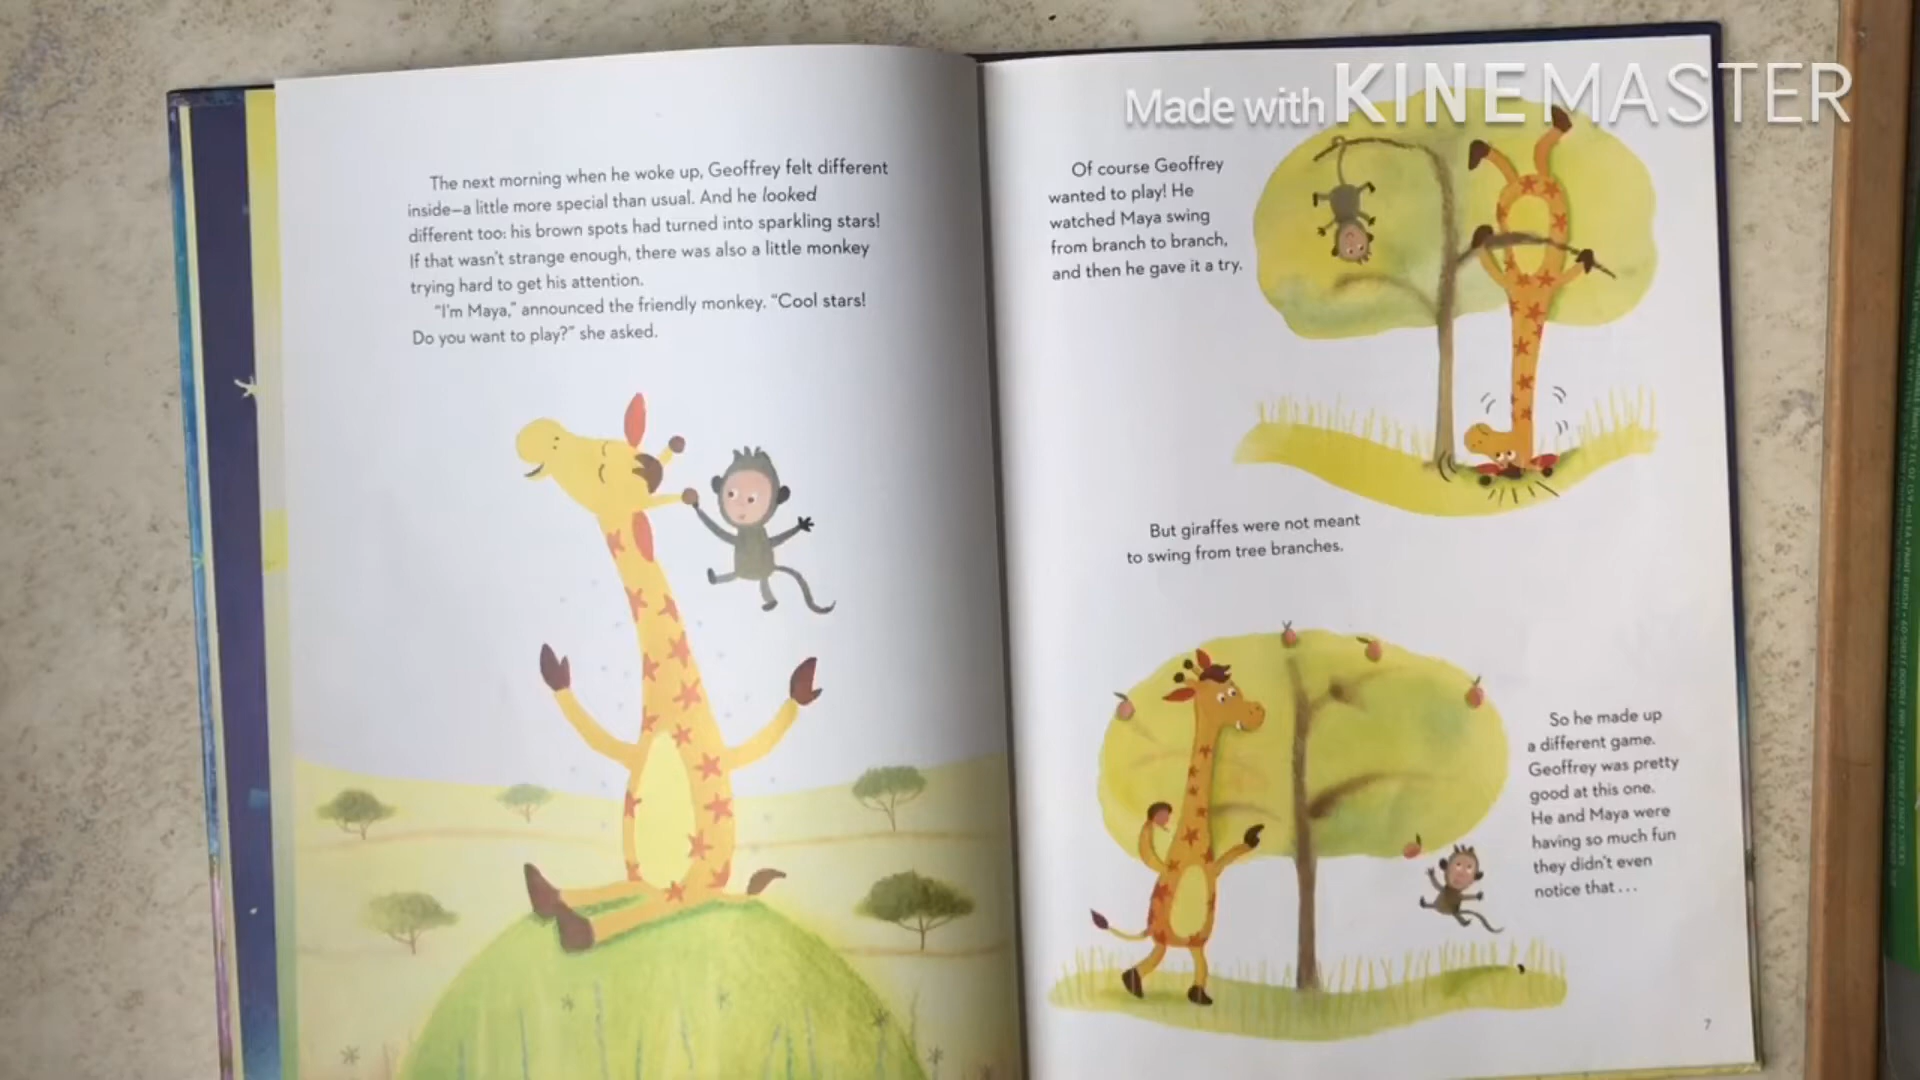 Made with KINEMASTER
The next morning when he woke up, Geoffrey felt different
inside—a little more special than usual. And he looked
different too: his brown spots had turned into sparkling stars!
If that wasn't strange enough, there was also a little monkey
trying hard to get his attention.
"I'm Maya," announced the friendly monkey. "Cool stars!
Do you want to play?" she asked.
Of course Geoffrey
wanted to play! He
watched Maya swing
from branch to branch,
and then he gave it a try.
But giraffes were not meant
to swing from tree branches.
So he made up
a different game.
Geoffrey was pretty
good at this one.
He and Maya were
having so much fun
they didn't even
notice that . . .
7